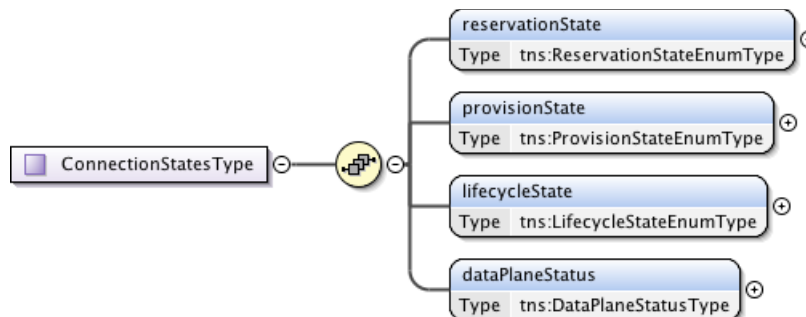 reservationState
Type tns:ReservationStateEnumType
provisionState
Type tns:ProvisionStateEnumType
ConnectionStatesType
lifecycleState
Type tns:LifecycleStateEnumType
dataPlaneStatus
Type tns:DataPlaneStatusType